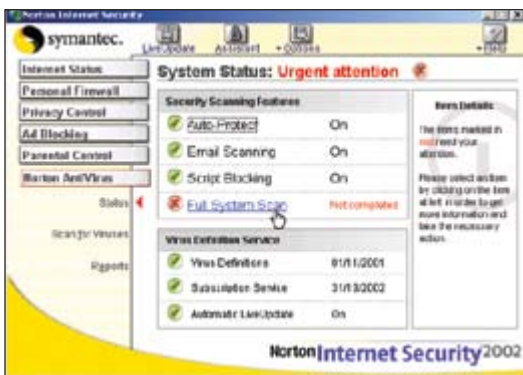 Norton Internet Security
symantec.
LiveUpdate Assistant Options Help
Internet Status
Personal Firewall
Privacy Control
Ad Blocking
Parental Control
Norton AntiVirus
Status
Scan for Viruses
Reports
System Status: Urgent attention
Security Scanning Features
Auto-Protect On
Email Scanning On
Script Blocking On
Full System Scan Not completed
Virus Definition Service
Virus Definitions 01/11/2001
Subscription Service
Automatic LiveUpdate On
Item Details
The items marked in
red need your
attention.
Please select an item
by clicking on the item
at left in order to get
more information and
take the necessary
action.
Norton Internet Security 2002